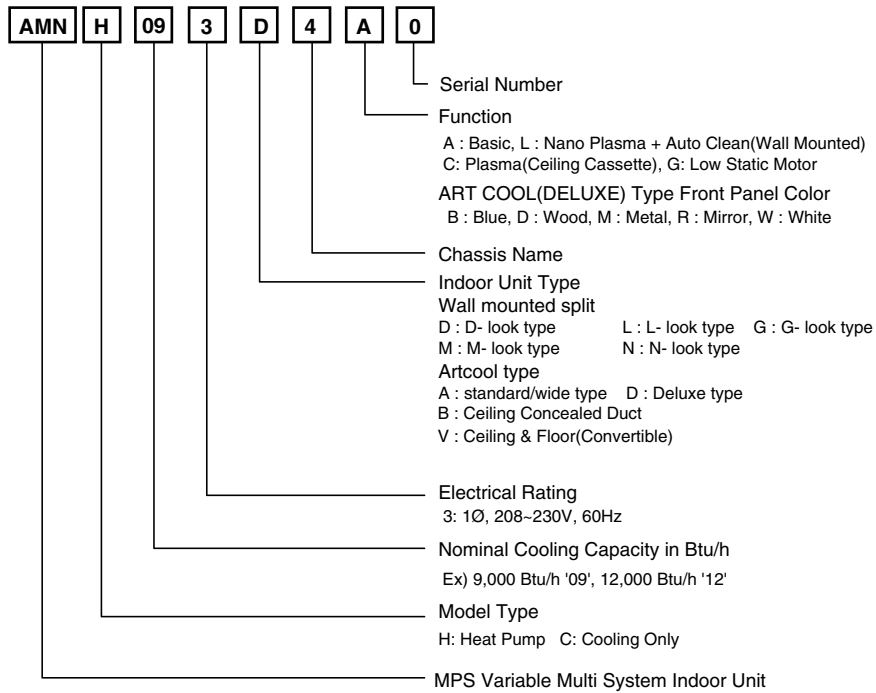 AMN H 09 3 D 4 A 0
Serial Number
Function
A : Basic, L : Nano Plasma + Auto Clean(Wall Mounted)
C: Plasma(Ceiling Cassette), G: Low Static Motor
ART COOL(DELUXE) Type Front Panel Color
B : Blue, D : Wood, M : Metal, R : Mirror, W : White
Chassis Name
Indoor Unit Type
Wall mounted split
D : D- look type L : L- look type G : G- look type
M : M- look type N : N- look type
Artcool type
A : standard/wide type D : Deluxe type
B : Ceiling Concealed Duct
V : Ceiling & Floor(Convertible)
Electrical Rating
3: 1Ø, 208~230V, 60Hz
Nominal Cooling Capacity in Btu/h
Ex) 9,000 Btu/h '09', 12,000 Btu/h '12'
Model Type
H: Heat Pump C: Cooling Only
MPS Variable Multi System Indoor Unit